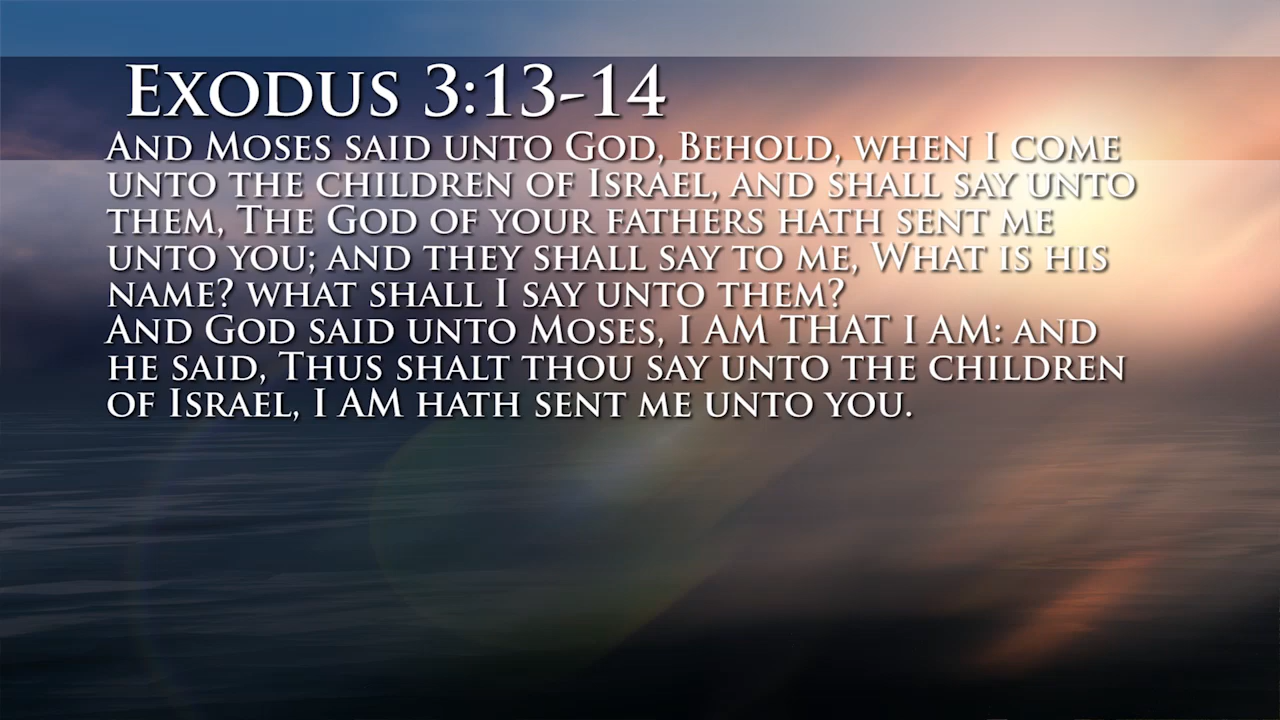 Exodus 3:13-14
And Moses said unto God, Behold, when I come
unto the children of Israel, and shall say unto
them, The God of your fathers hath sent me
unto you; and they shall say to me, What is his
name? what shall I say unto them?
And God said unto Moses, I AM THAT I AM: and
he said, Thus shalt thou say unto the children
of Israel, I AM hath sent me unto you.